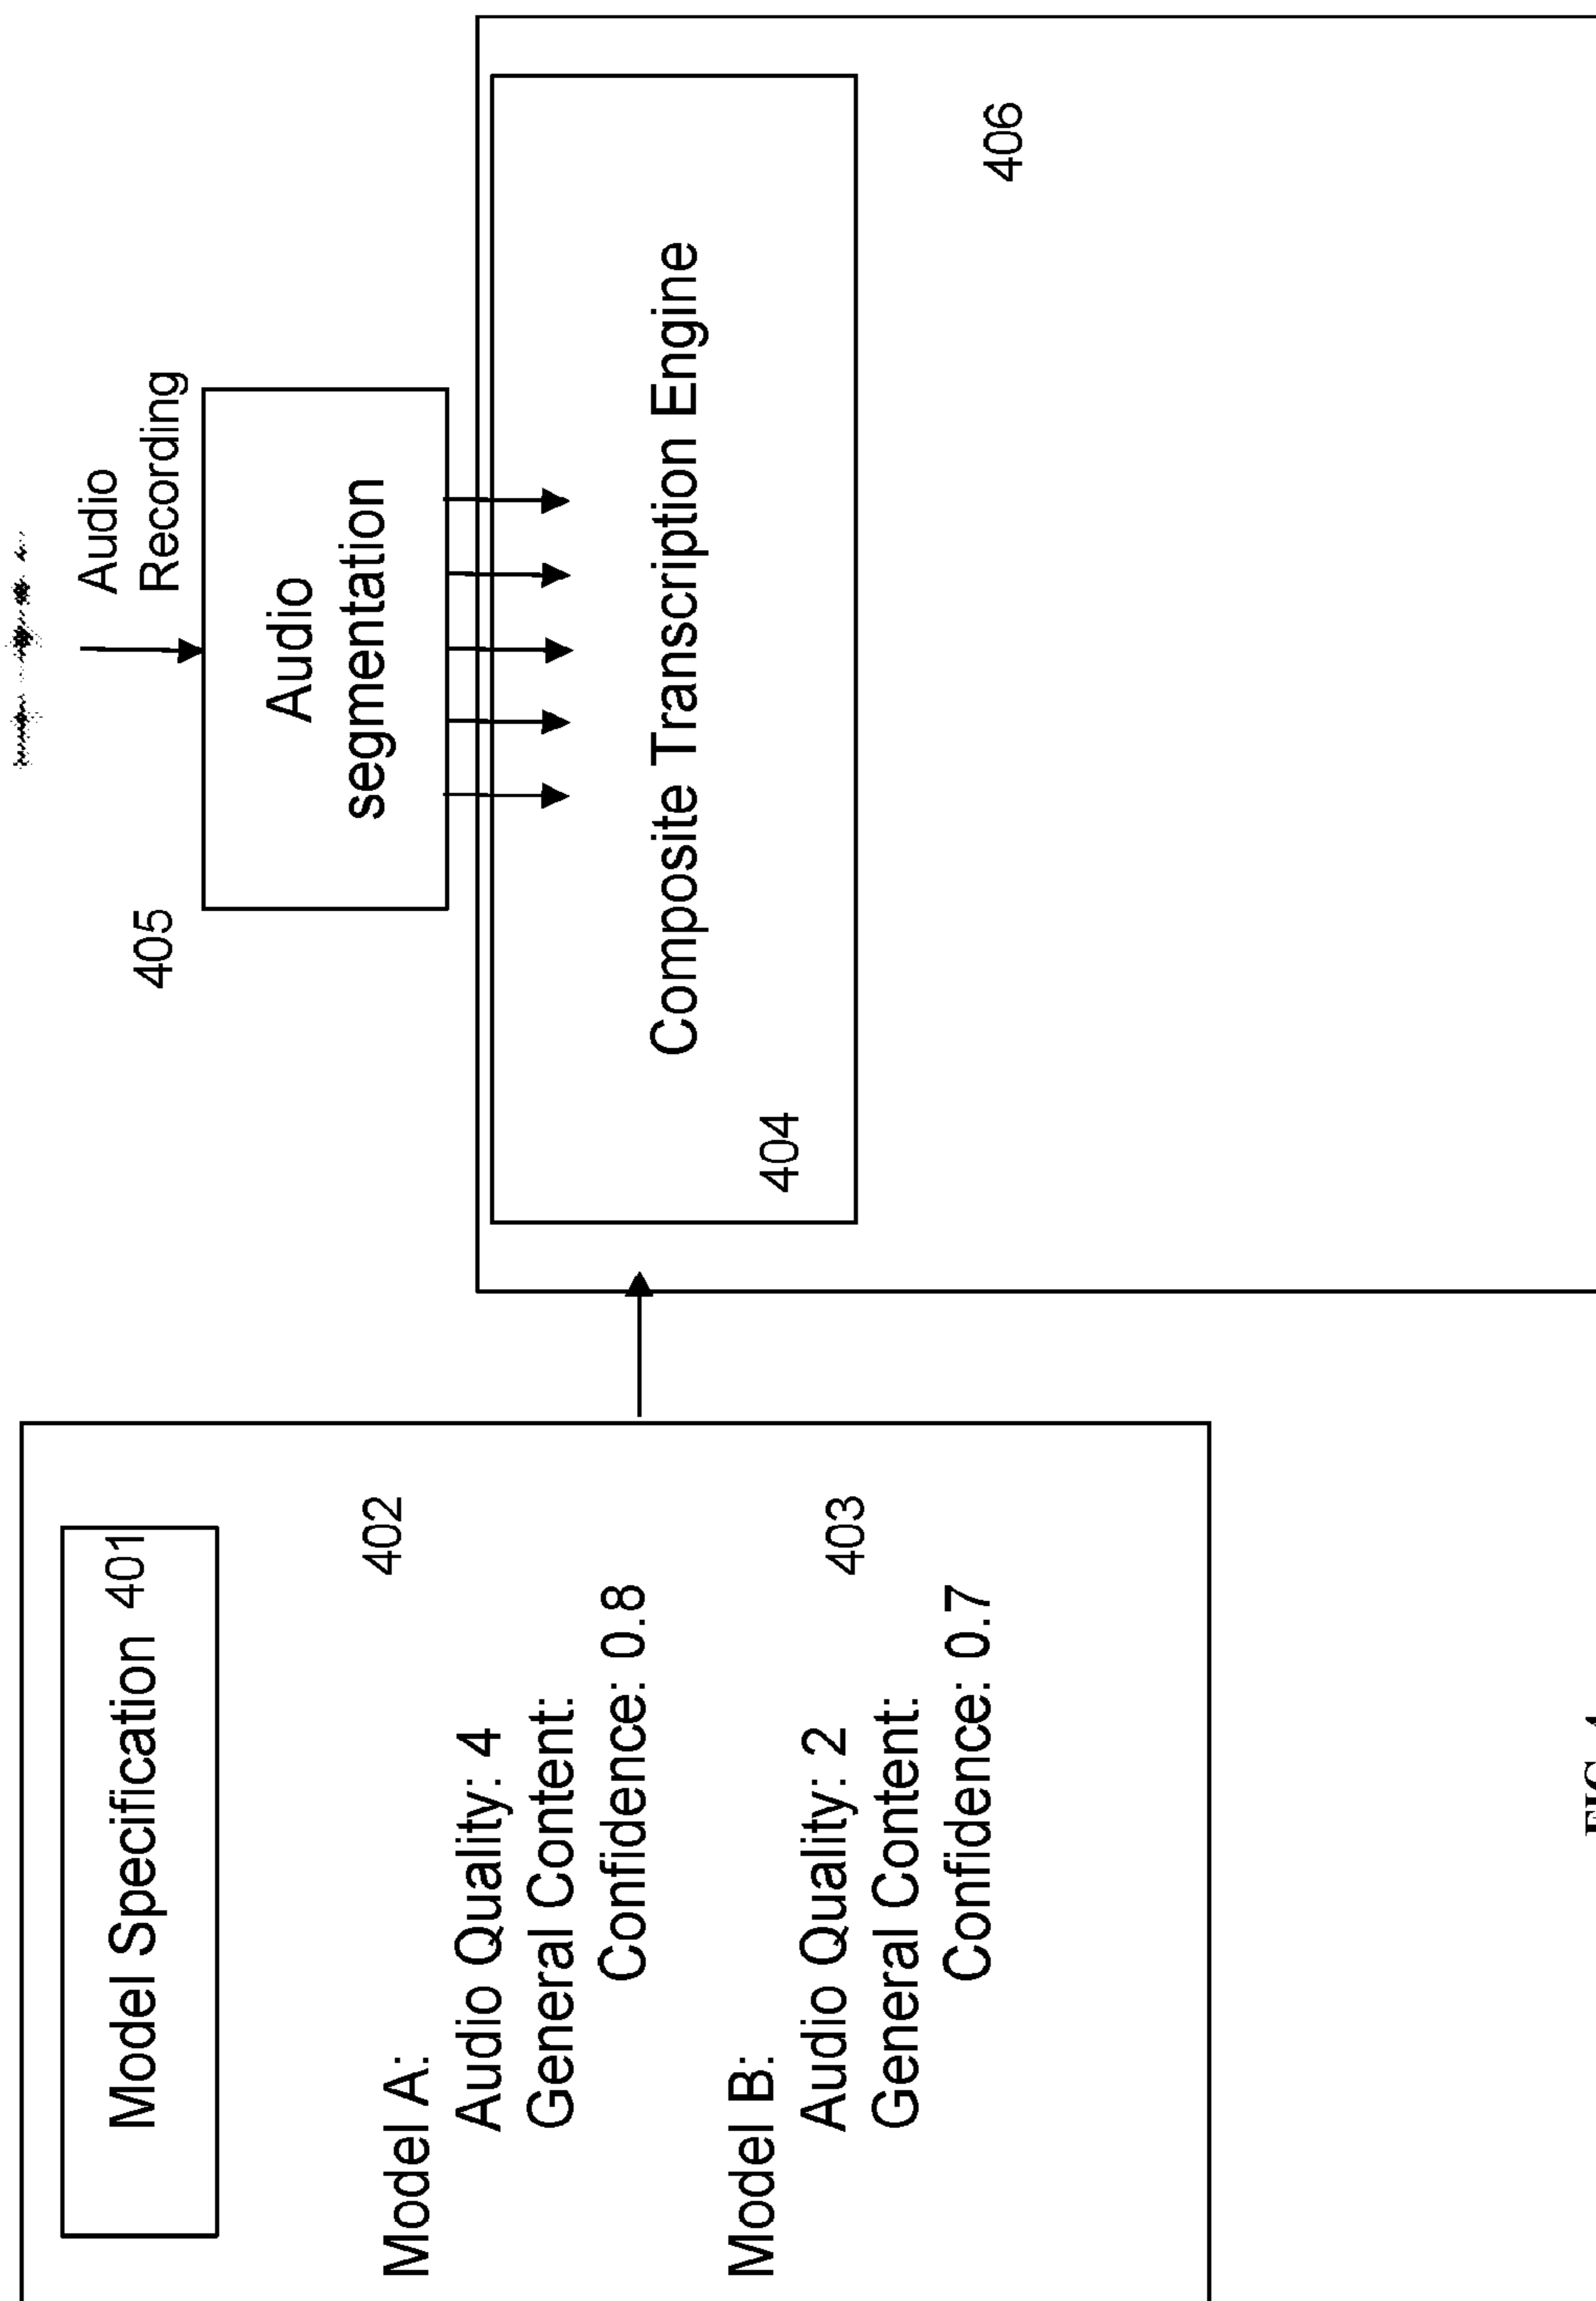 Model Specification 401
402
Model A:
Audio Quality: 4
General Content:
Confidence: 0.8
403
Model B:
Audio Quality: 2
General Content:
Confidence: 0.7
Audio
Recording
405
Audio
segmentation
Composite Transcription Engine
404
406
FIG